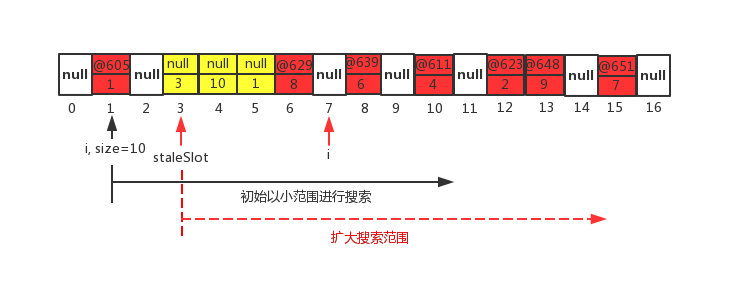 null @605 null null null null @629 null @639 null @611 null @623 @648 null @651 null
1 3 10 1 8 6 4 2 9 7
0 1 2 3 4 5 6 7 8 9 10 11 12 13 14 15 16
i, size=10 staleSlot i
初始以小范围进行搜索
扩大搜索范围